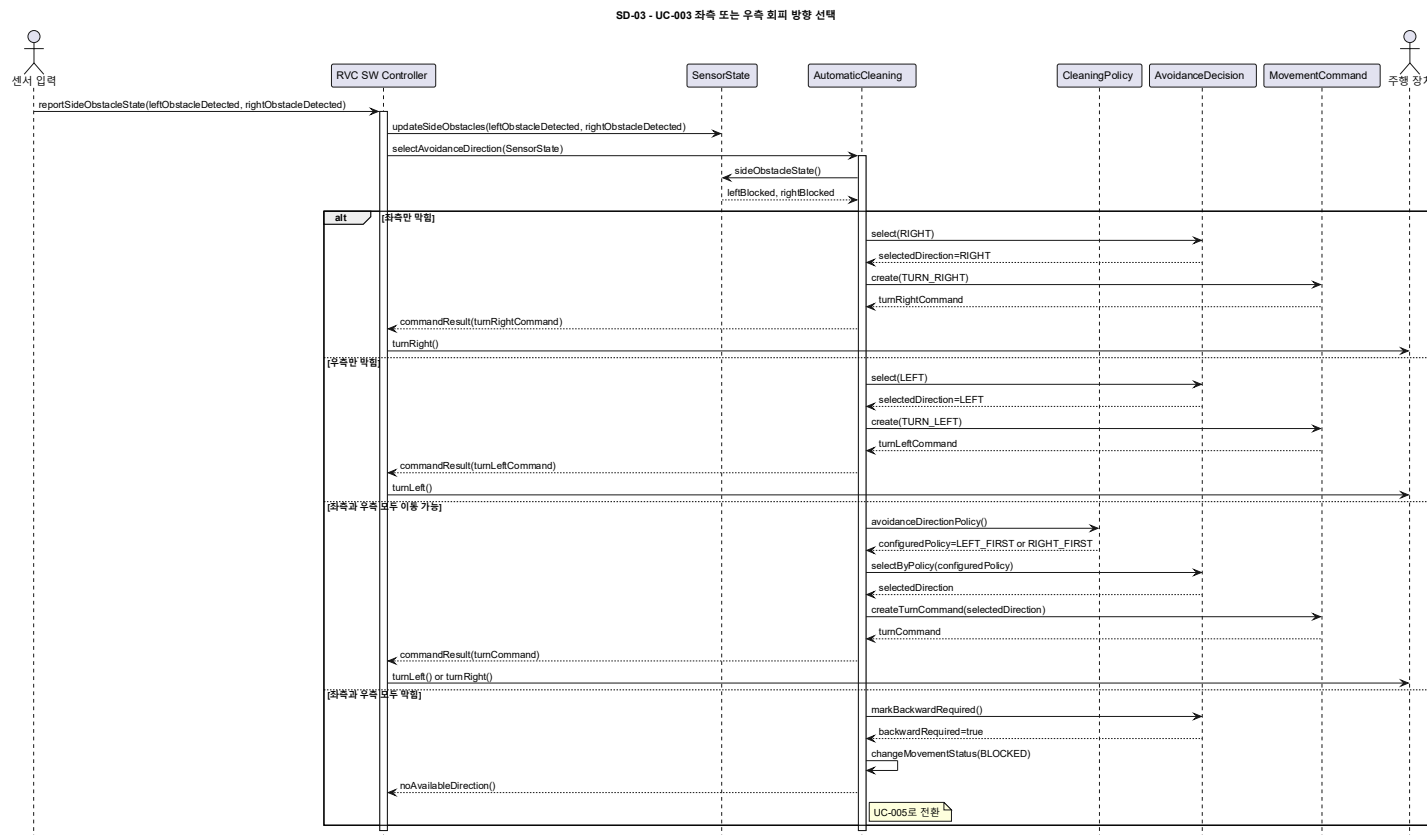 SD-03 - UC-003 좌측 또는 우측 회피 방향 선택
센서 입력
RVC SW Controller
SensorState
AutomaticCleaning
CleaningPolicy
AvoidanceDecision
MovementCommand
주행
reportSideObstacleState(leftObstacleDetected, rightObstacleDetected)
updateSideObstacles(leftObstacleDetected, rightObstacleDetected)
selectAvoidanceDirection(SensorState)
sideObstacleState()
leftBlocked, rightBlocked
alt [좌측만 막힘]
select(RIGHT)
selectedDirection=RIGHT
create(TURN_RIGHT)
turnRightCommand
commandResult(turnRightCommand)
turnRight()
[우측만 막힘]
select(LEFT)
selectedDirection=LEFT
create(TURN_LEFT)
turnLeftCommand
commandResult(turnLeftCommand)
turnLeft()
[좌측과 우측 모두 이동 가능]
avoidanceDirectionPolicy()
configuredPolicy=LEFT_FIRST or RIGHT_FIRST
selectByPolicy(configuredPolicy)
selectedDirection
createTurnCommand(selectedDirection)
turnCommand
commandResult(turnCommand)
turnLeft() or turnRight()
[좌측과 우측 모두 막힘]
markBackwardRequired()
backwardRequired=true
changeMovementStatus(BLOCKED)
noAvailableDirection()
UC-005로 전환